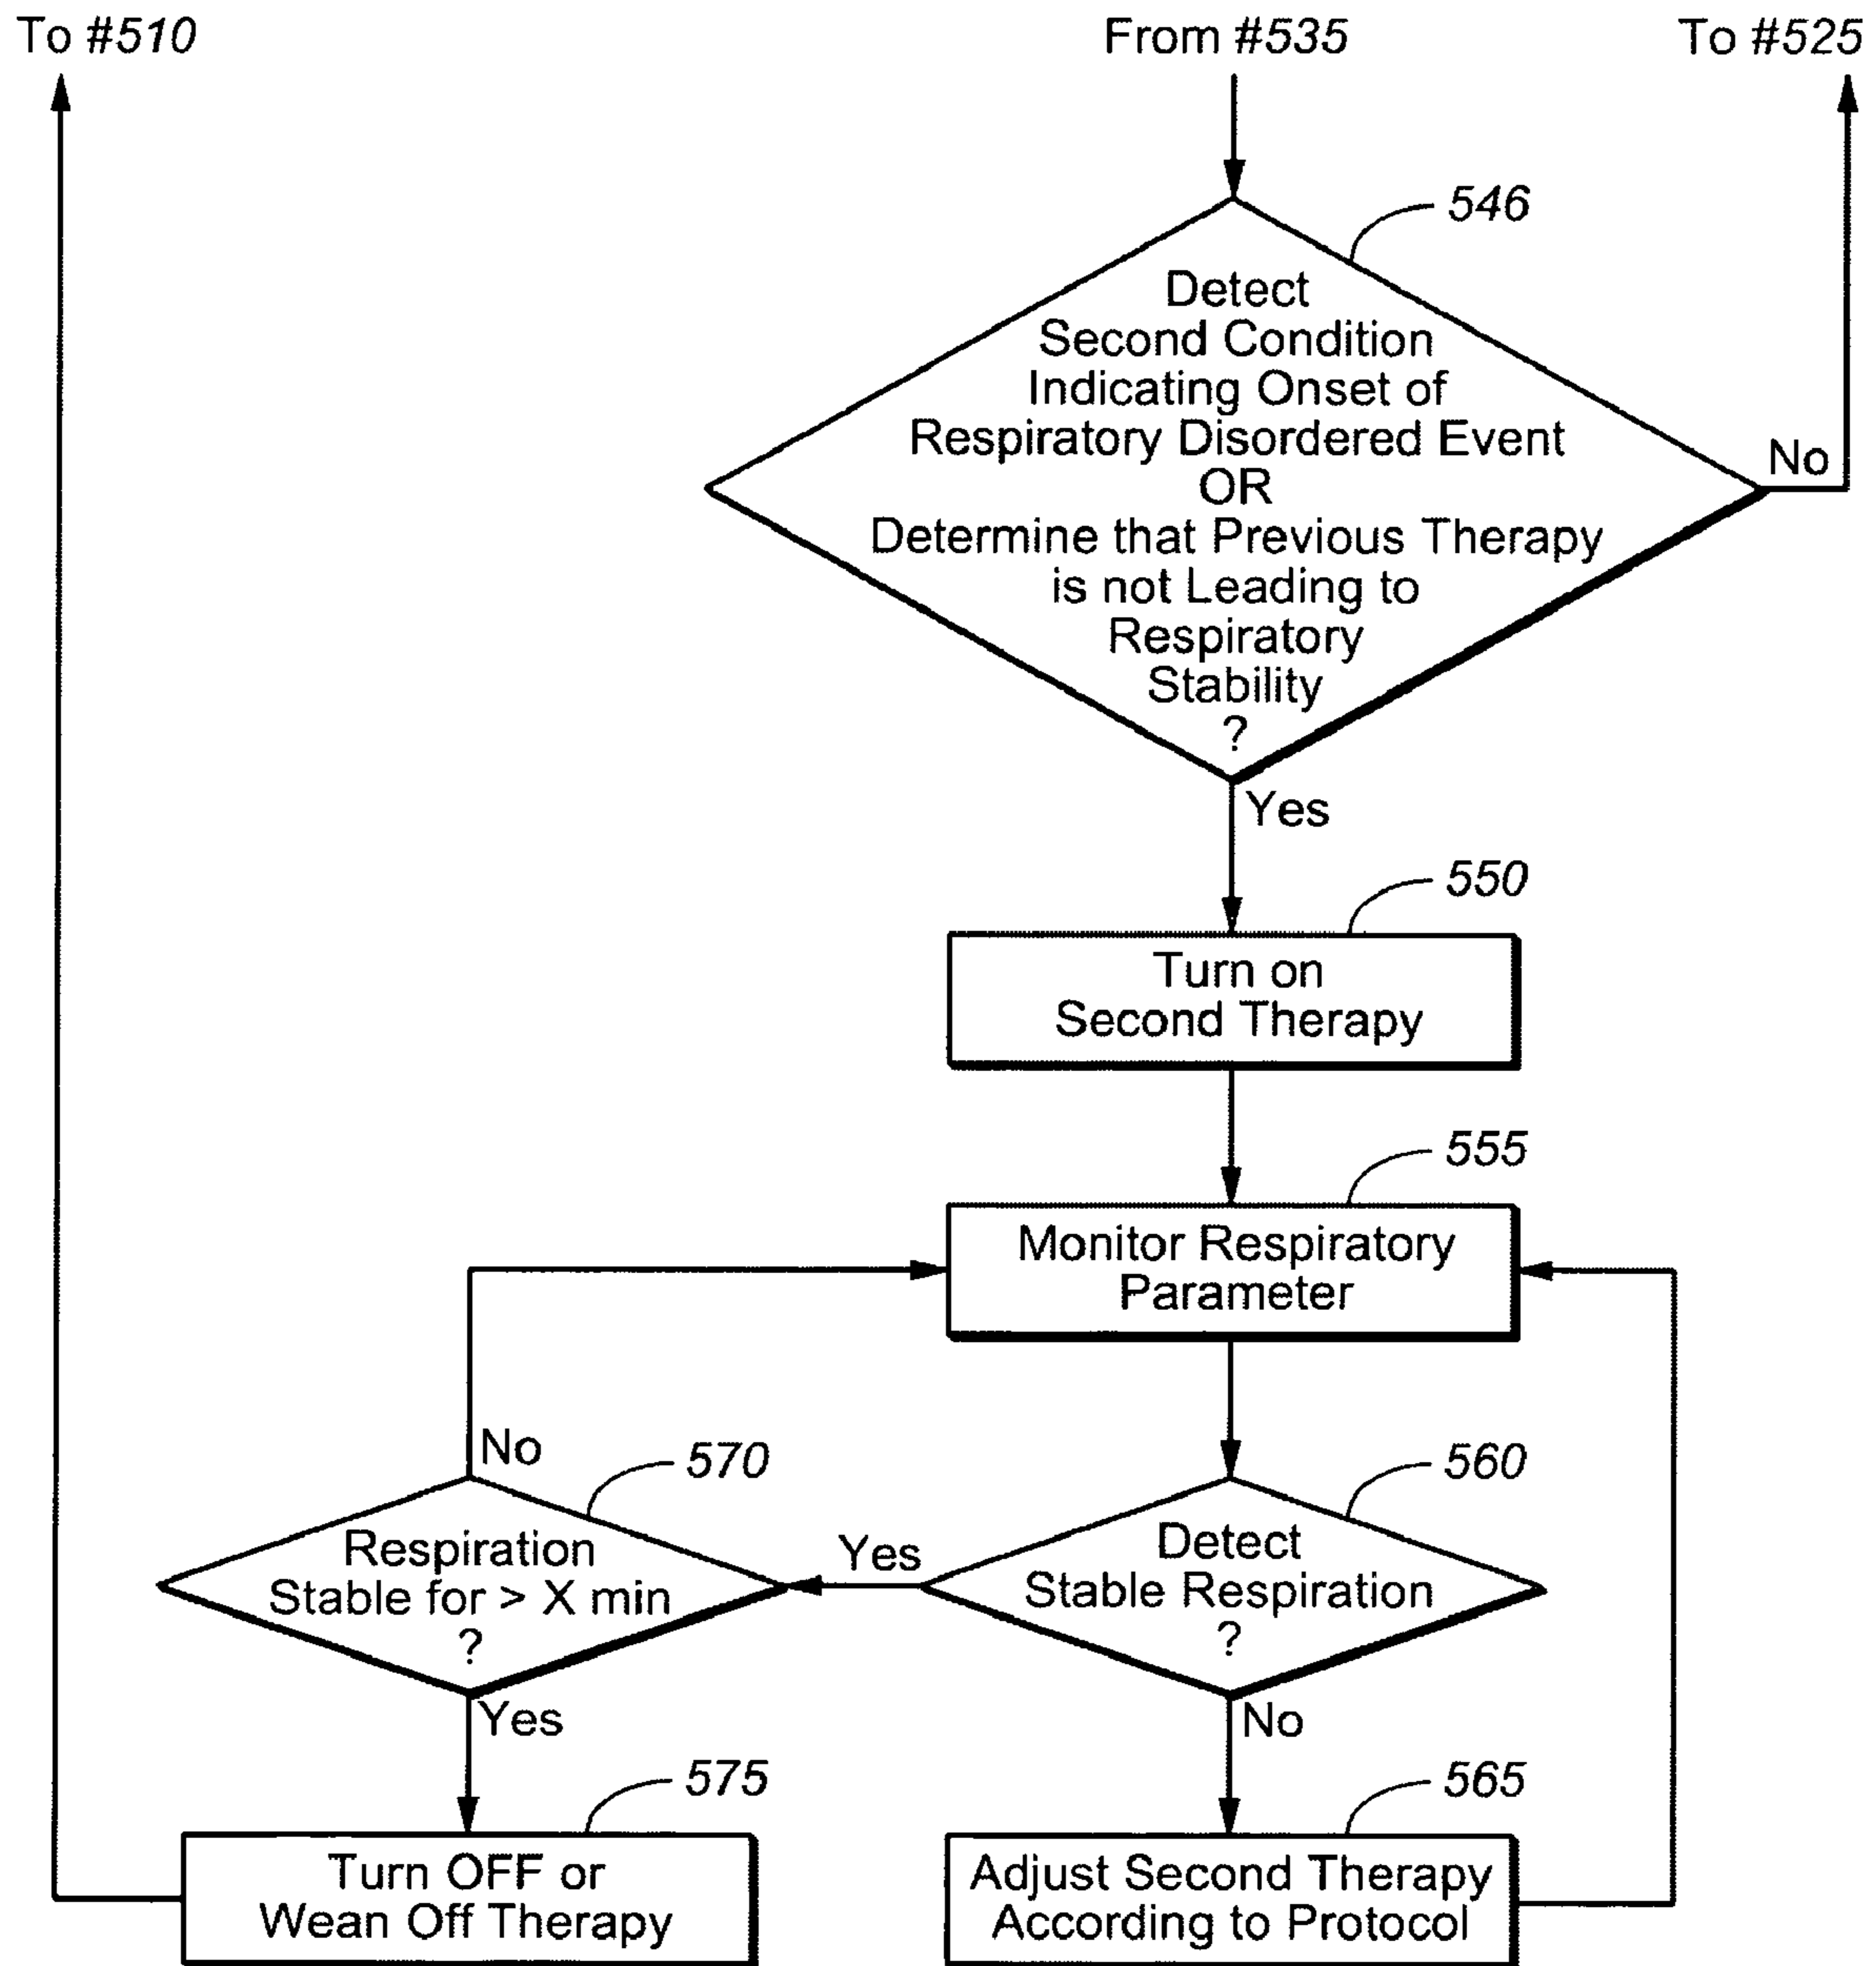 To #510
From #535
To #525
546
Detect
Second Condition
Indicating Onset of
Respiratory Disordered Event
OR
Determine that Previous Therapy
is not Leading to
Respiratory
Stability
?
No
Yes
550
Turn on
Second Therapy
555
Monitor Respiratory
Parameter
No
570
Respiration
Stable for > X min
?
Yes
560
Detect
Stable Respiration
?
Yes
No
575
Turn OFF or
Wean Off Therapy
565
Adjust Second Therapy
According to Protocol